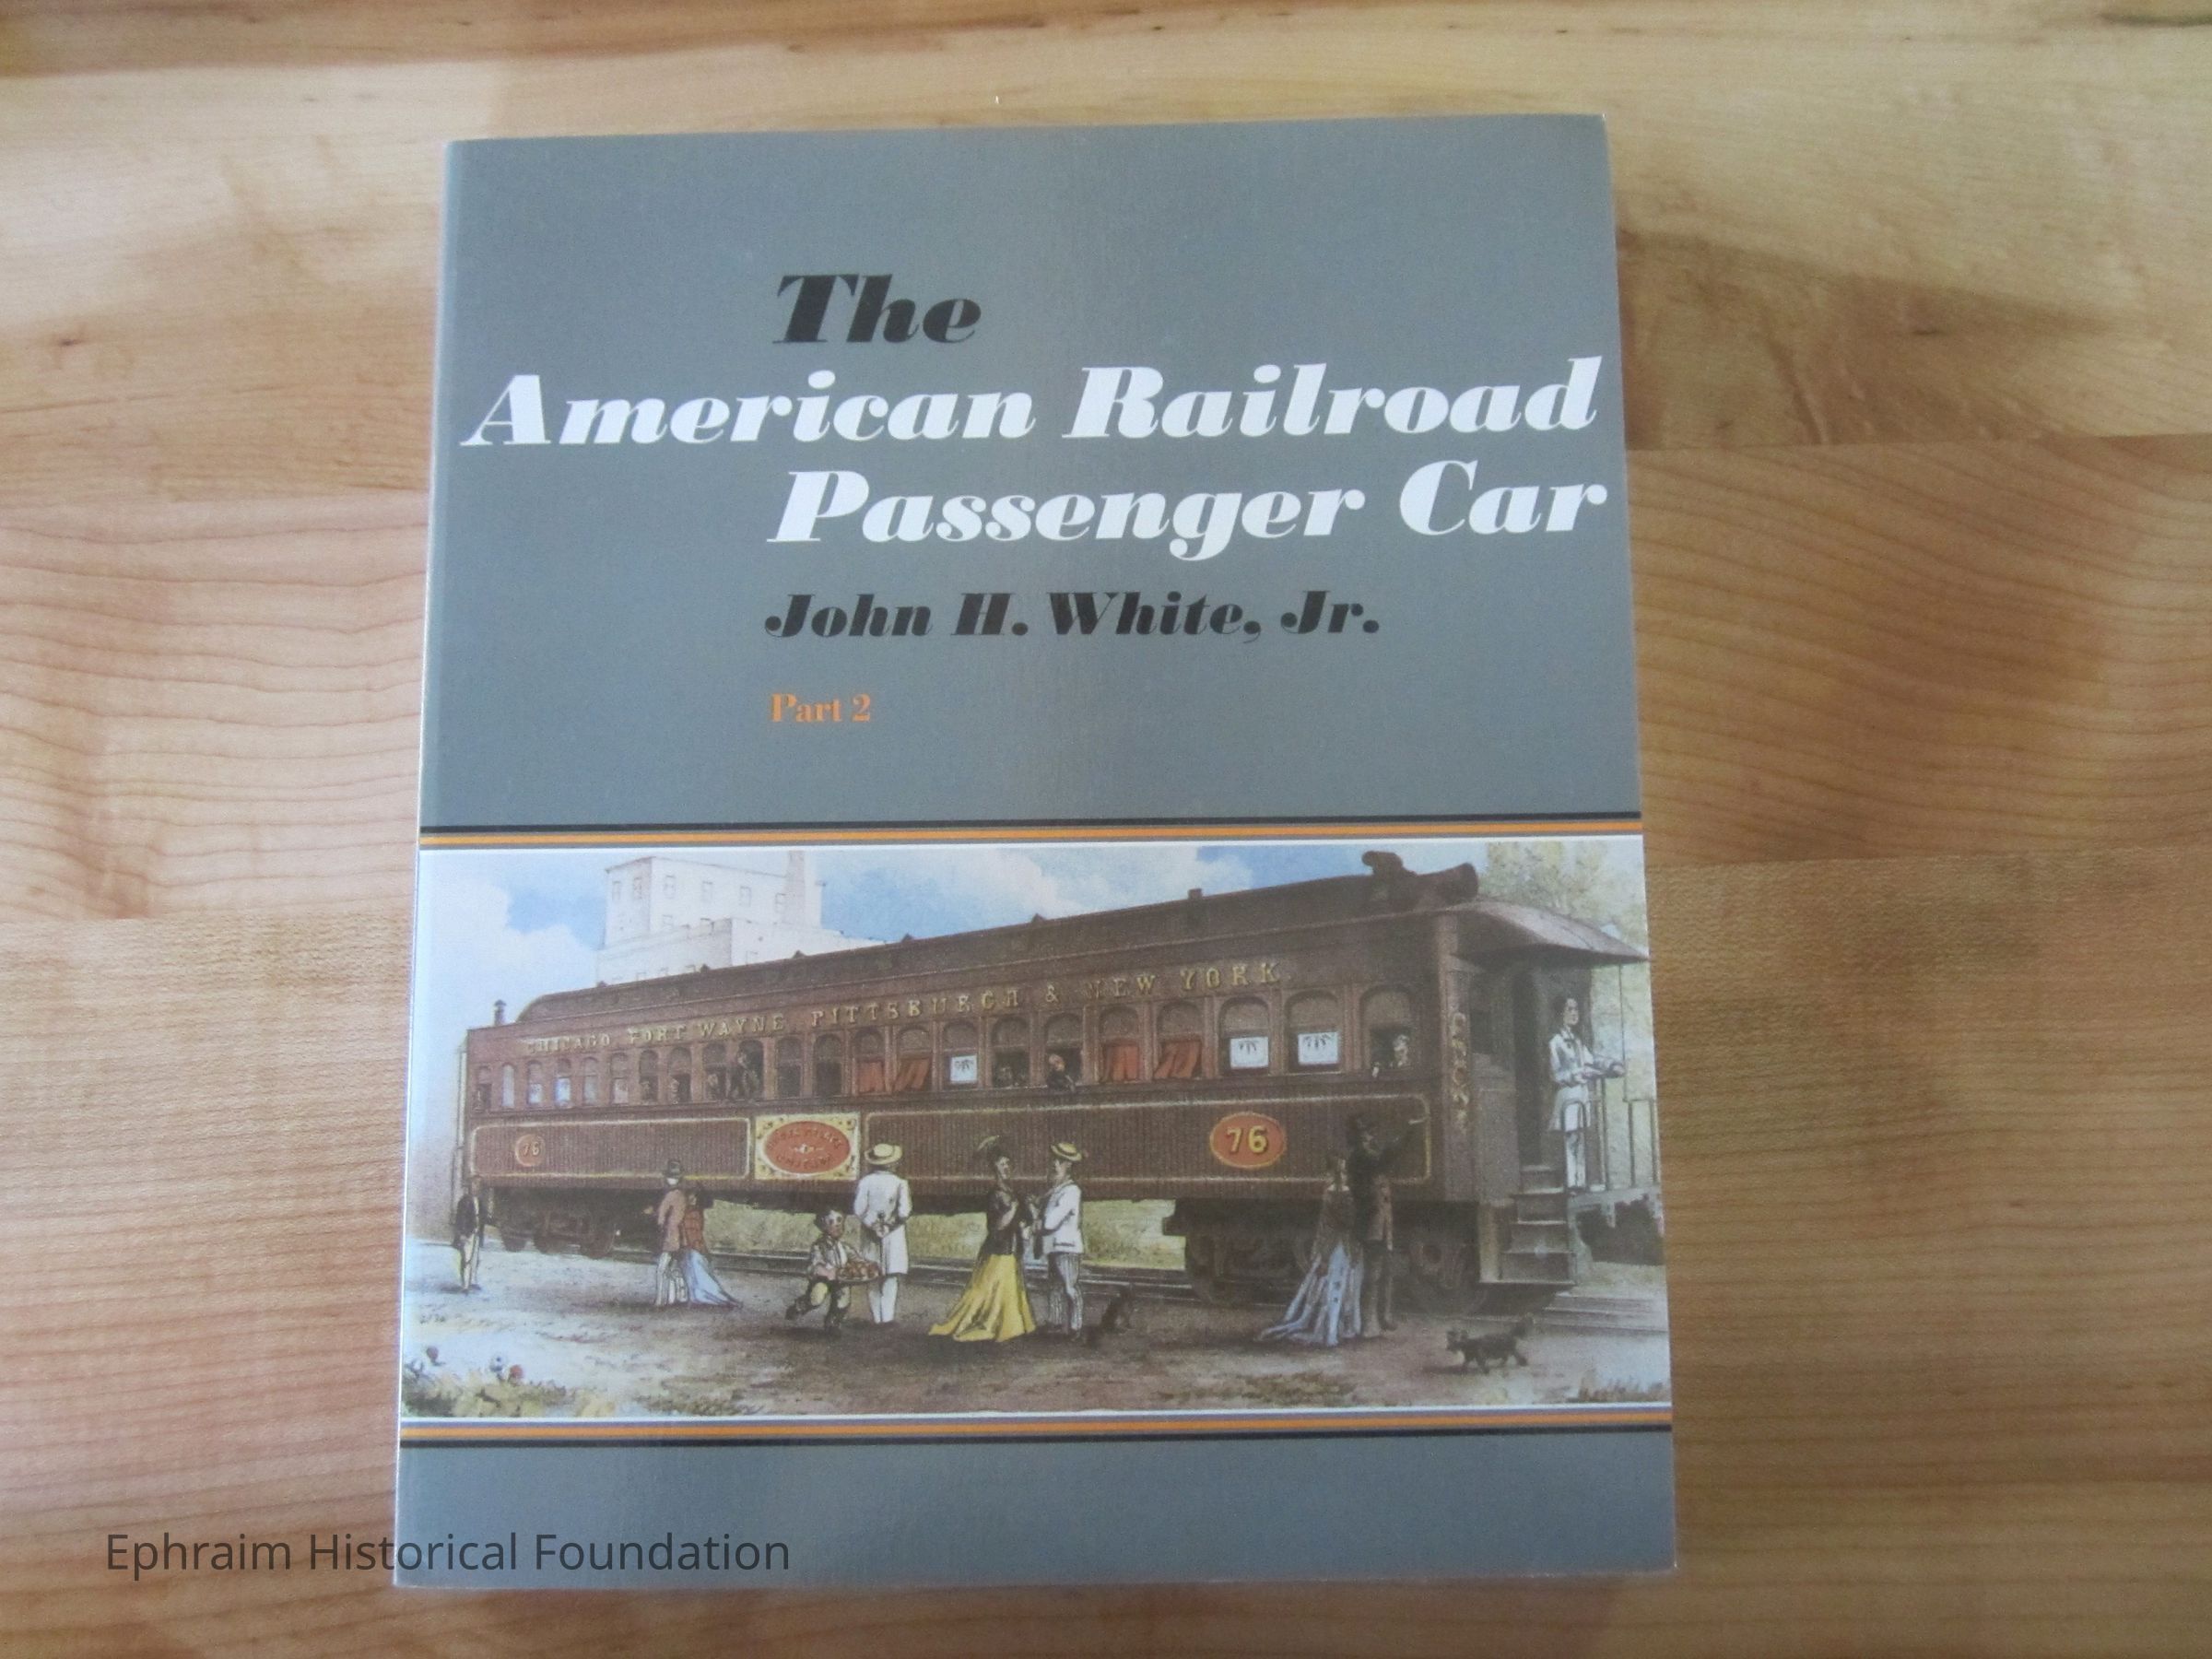 The
American Railroad
Passenger Car
John H. White, Jr.
Part 2
CHICAGO, FORT WAYNE, PITTSBURGH & NEW YORK
76
76
Ephraim Historical Foundation